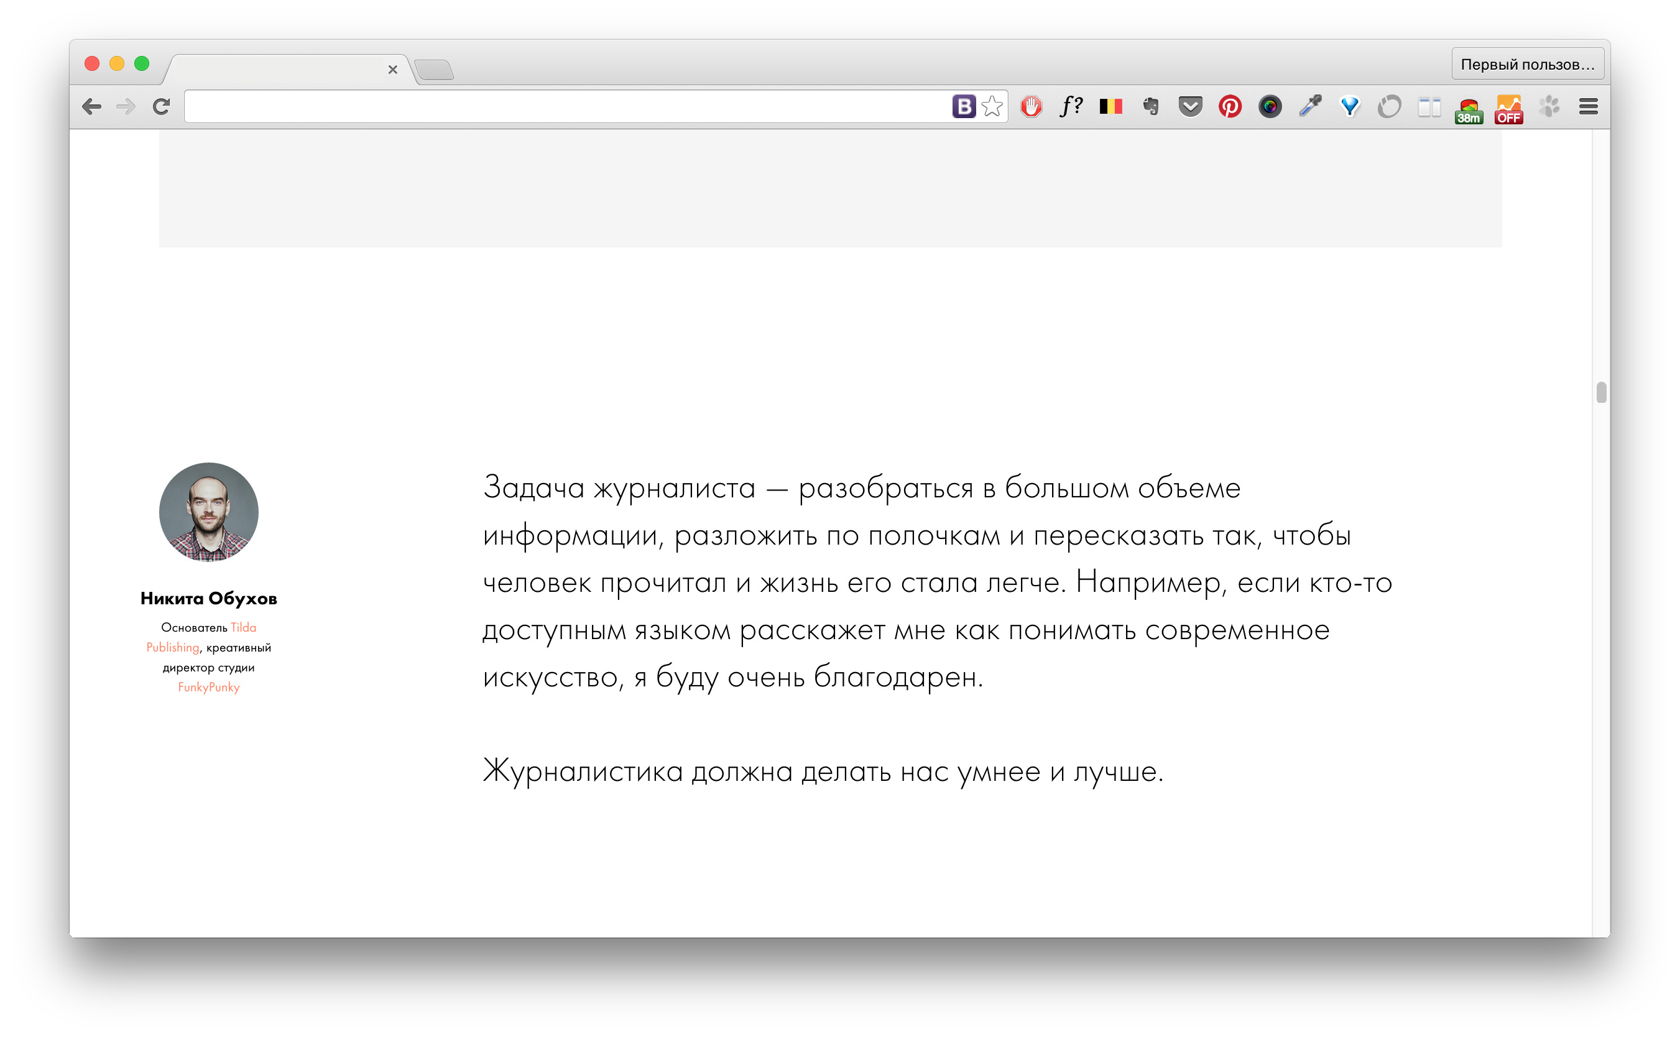 Первый пользов...
B
f?
38m
OFF
Задача журналиста — разобраться в большом объеме
информации, разложить по полочкам и пересказать так, чтобы
человек прочитал и жизнь его стала легче. Например, если кто-то
доступным языком расскажет мне как понимать современное
искусство, я буду очень благодарен.
Журналистика должна делать нас умнее и лучше.
Никита Обухов
Основатель Tilda
Publishing, креативный
директор студии
FunkyPunky